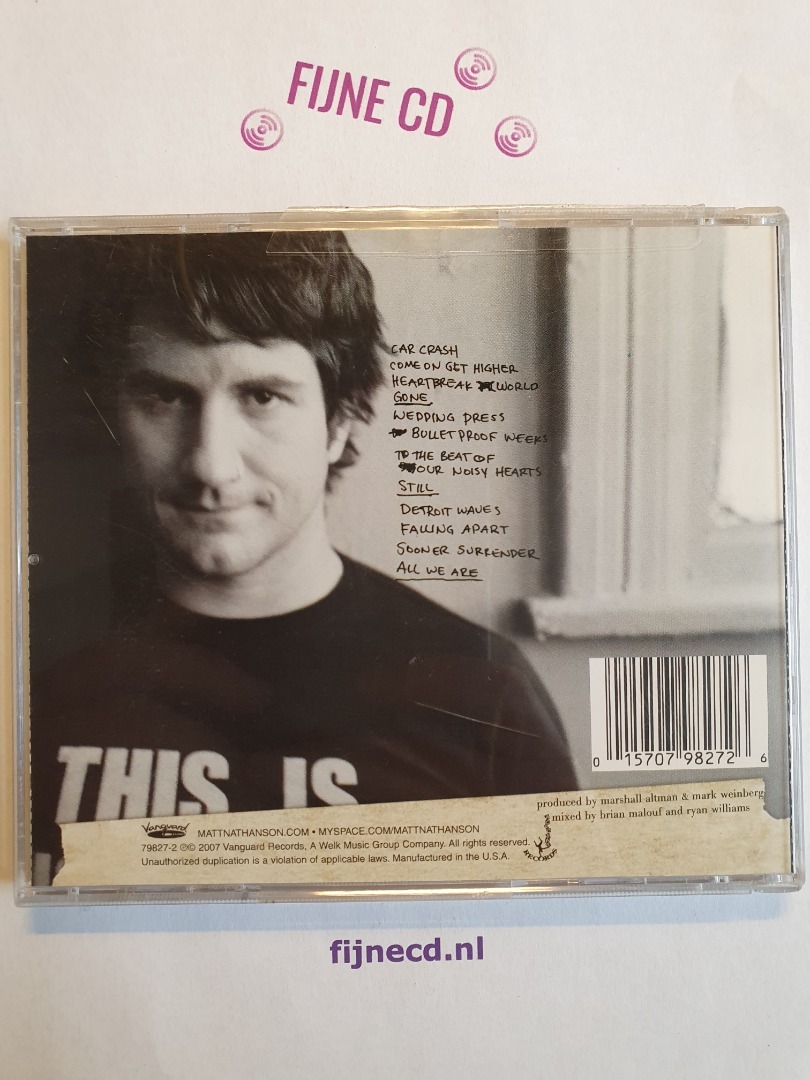 FIJNE CD
CAR CRASH
COME ON GET HIGHER
HEARTBREAK WORLD
GONE
WEDDING DRESS
BULLETPROOF WEEKS
TO THE BEAT OF
OUR NOISY HEARTS
STILL
DETROIT WAVES
FALLING APART
SOONER SURRENDER
ALL WE ARE
THIS IS
0 15707 98272 6
produced by marshall altman & mark weinberg
mixed by brian malouf and ryan williams
Vanguard
MATTNATHANSON.COM • MYSPACE.COM/MATTNATHANSON
79827-2 ℗© 2007 Vanguard Records, A Welk Music Group Company. All rights reserved.
Unauthorized duplication is a violation of applicable laws. Manufactured in the U.S.A.
RECORDS
fijnecd.nl